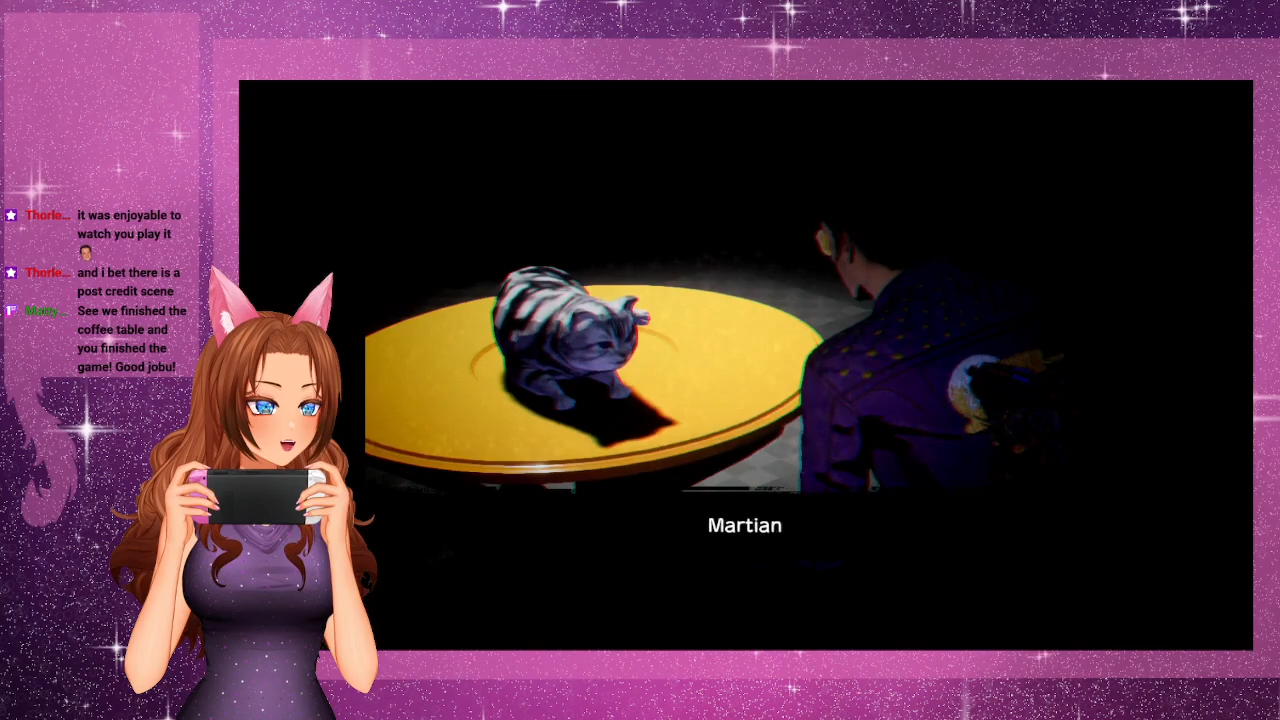 Thorle... it was enjoyable to
watch you play it
Thorle... and i bet there is a
post credit scene
See we finished the
coffee table and
you finished the
game! Good jobu!
Martian